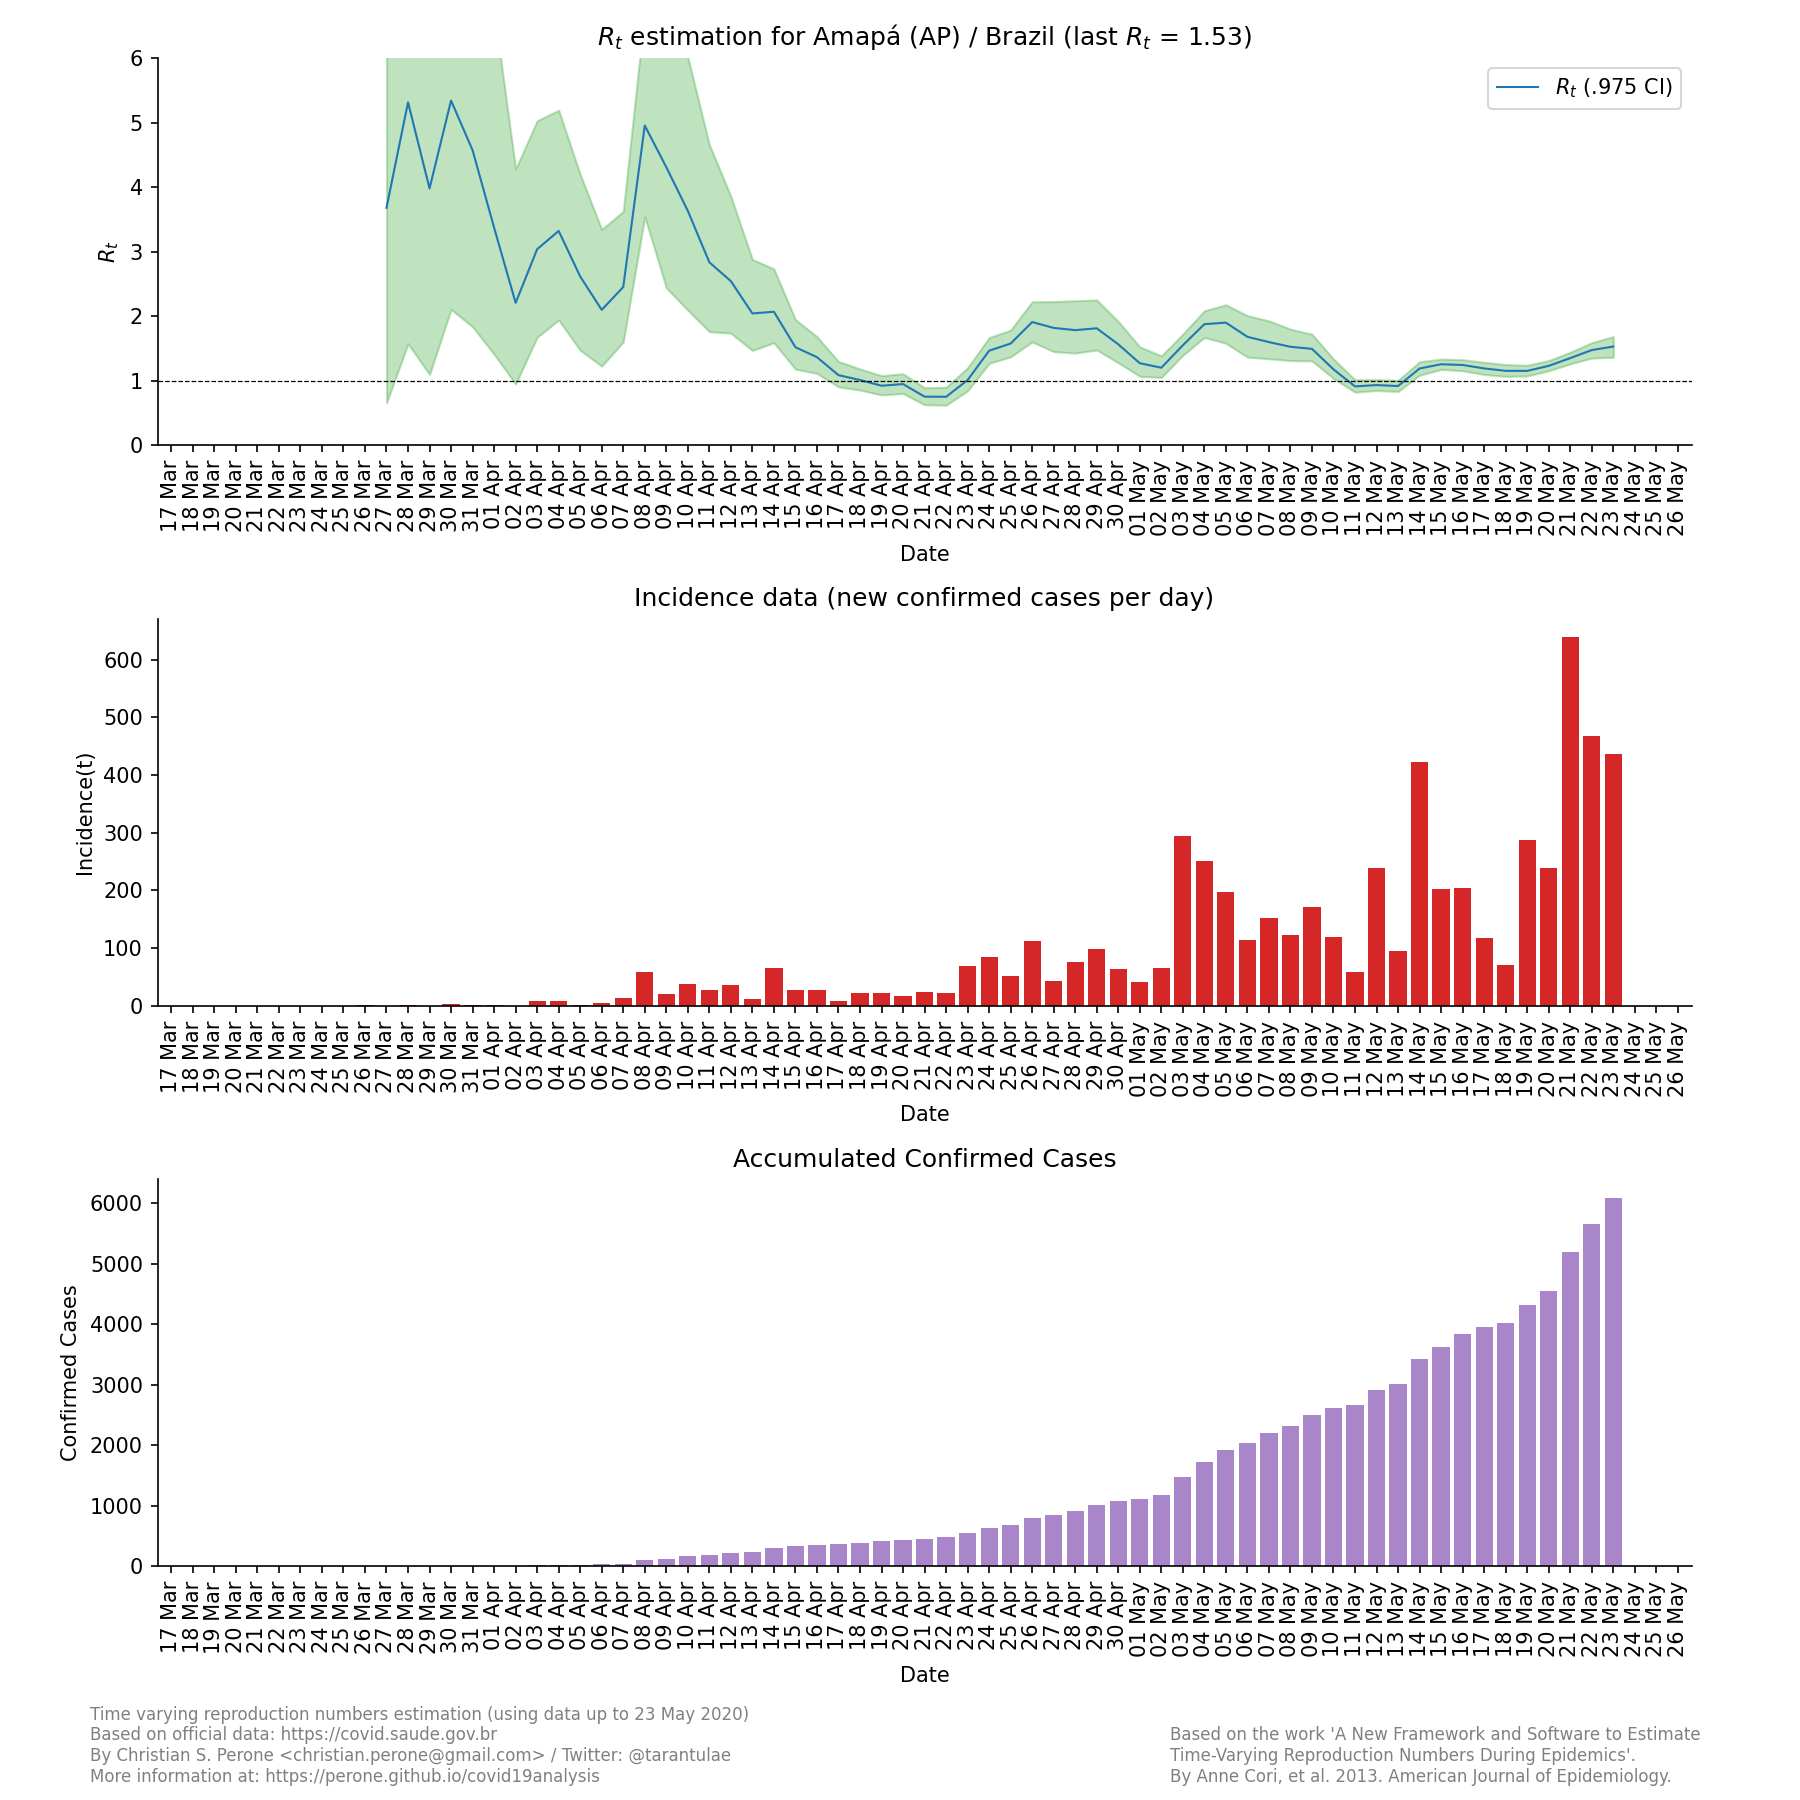 R_t estimation for Amapá (AP) / Brazil (last R_t = 1.53)
6
5
4
3
2
1
0
R_t
R_t (.975 CI)
17 Mar 18 Mar 19 Mar 20 Mar 21 Mar 22 Mar 23 Mar 24 Mar 25 Mar 26 Mar 27 Mar 28 Mar 29 Mar 30 Mar 31 Mar 01 Apr 02 Apr 03 Apr 04 Apr 05 Apr 06 Apr 07 Apr 08 Apr 09 Apr 10 Apr 11 Apr 12 Apr 13 Apr 14 Apr 15 Apr 16 Apr 17 Apr 18 Apr 19 Apr 20 Apr 21 Apr 22 Apr 23 Apr 24 Apr 25 Apr 26 Apr 27 Apr 28 Apr 29 Apr 30 Apr 01 May 02 May 03 May 04 May 05 May 06 May 07 May 08 May 09 May 10 May 11 May 12 May 13 May 14 May 15 May 16 May 17 May 18 May 19 May 20 May 21 May 22 May 23 May 24 May 25 May 26 May
Date
Incidence data (new confirmed cases per day)
600
500
400
300
200
100
0
Incidence(t)
17 Mar 18 Mar 19 Mar 20 Mar 21 Mar 22 Mar 23 Mar 24 Mar 25 Mar 26 Mar 27 Mar 28 Mar 29 Mar 30 Mar 31 Mar 01 Apr 02 Apr 03 Apr 04 Apr 05 Apr 06 Apr 07 Apr 08 Apr 09 Apr 10 Apr 11 Apr 12 Apr 13 Apr 14 Apr 15 Apr 16 Apr 17 Apr 18 Apr 19 Apr 20 Apr 21 Apr 22 Apr 23 Apr 24 Apr 25 Apr 26 Apr 27 Apr 28 Apr 29 Apr 30 Apr 01 May 02 May 03 May 04 May 05 May 06 May 07 May 08 May 09 May 10 May 11 May 12 May 13 May 14 May 15 May 16 May 17 May 18 May 19 May 20 May 21 May 22 May 23 May 24 May 25 May 26 May
Date
Accumulated Confirmed Cases
6000
5000
4000
3000
2000
1000
0
Confirmed Cases
17 Mar 18 Mar 19 Mar 20 Mar 21 Mar 22 Mar 23 Mar 24 Mar 25 Mar 26 Mar 27 Mar 28 Mar 29 Mar 30 Mar 31 Mar 01 Apr 02 Apr 03 Apr 04 Apr 05 Apr 06 Apr 07 Apr 08 Apr 09 Apr 10 Apr 11 Apr 12 Apr 13 Apr 14 Apr 15 Apr 16 Apr 17 Apr 18 Apr 19 Apr 20 Apr 21 Apr 22 Apr 23 Apr 24 Apr 25 Apr 26 Apr 27 Apr 28 Apr 29 Apr 30 Apr 01 May 02 May 03 May 04 May 05 May 06 May 07 May 08 May 09 May 10 May 11 May 12 May 13 May 14 May 15 May 16 May 17 May 18 May 19 May 20 May 21 May 22 May 23 May 24 May 25 May 26 May
Date
Time varying reproduction numbers estimation (using data up to 23 May 2020)
Based on official data: https://covid.saude.gov.br
By Christian S. Perone <christian.perone@gmail.com> / Twitter: @tarantulae
More information at: https://perone.github.io/covid19analysis
Based on the work 'A New Framework and Software to Estimate
Time-Varying Reproduction Numbers During Epidemics'.
By Anne Cori, et al. 2013. American Journal of Epidemiology.